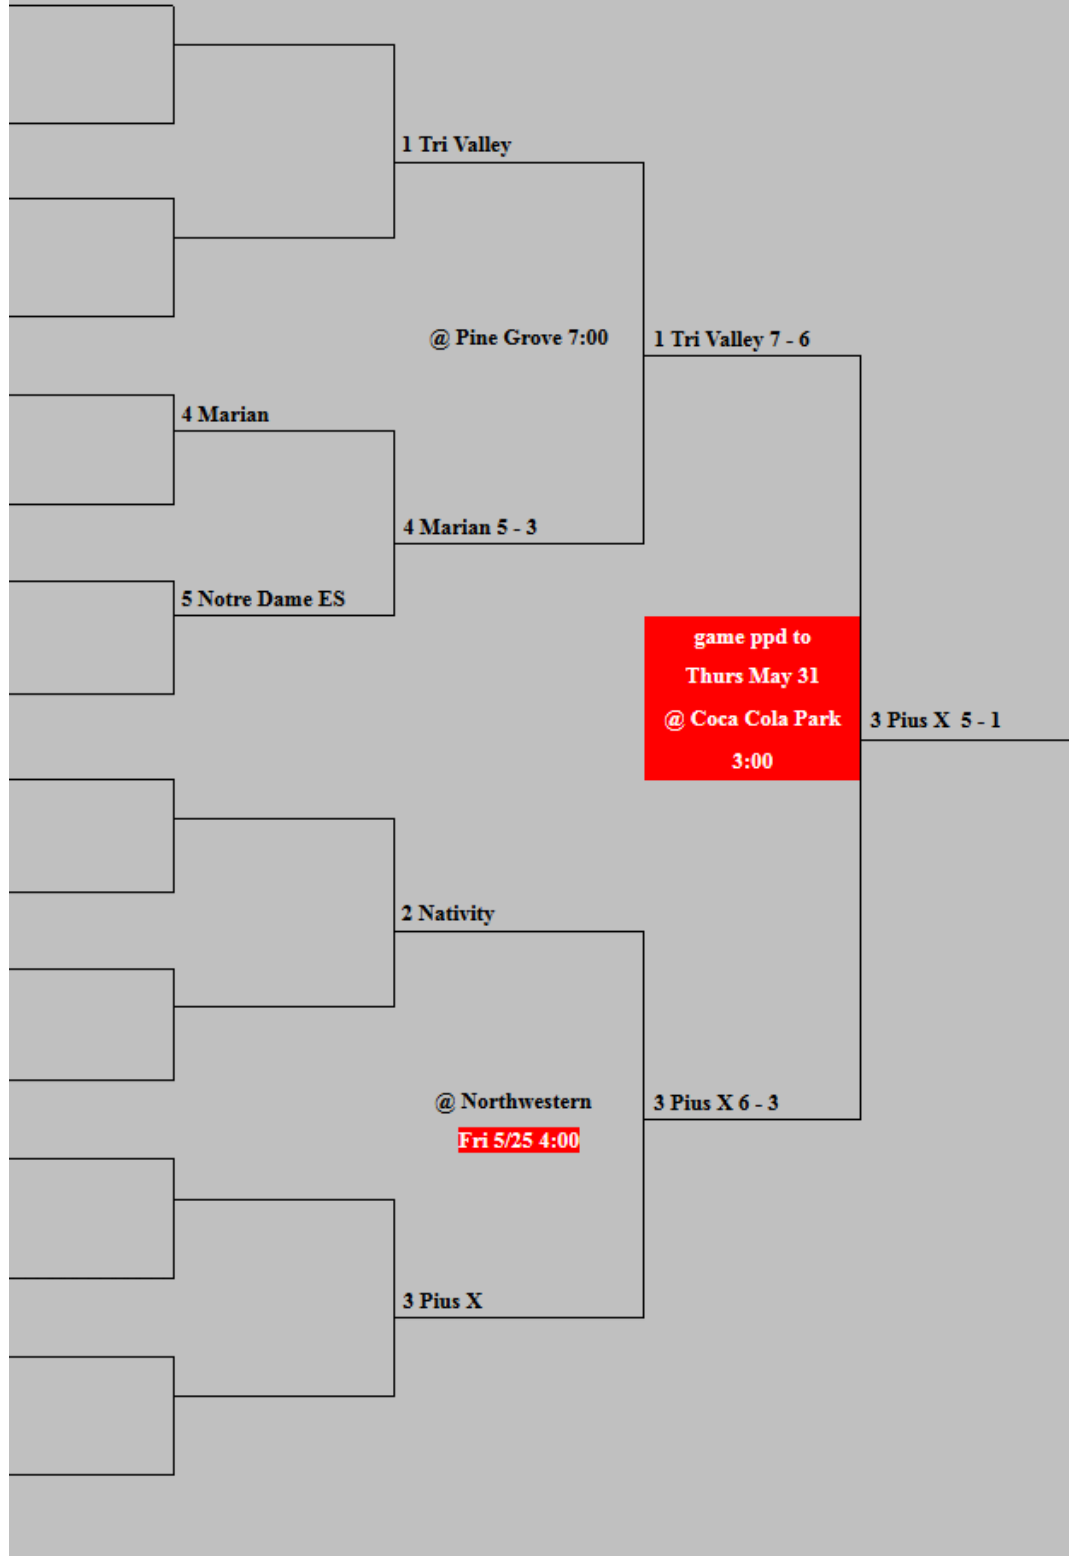 1 Tri Valley
@ Pine Grove 7:00
1 Tri Valley 7 - 6
4 Marian
4 Marian 5 - 3
5 Notre Dame ES
game ppd to
Thurs May 31
@ Coca Cola Park
3:00
3 Pius X  5 - 1
2 Nativity
@ Northwestern
Fri 5/25 4:00
3 Pius X 6 - 3
3 Pius X